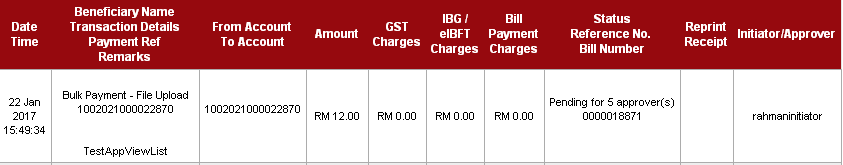 Date
Time
Beneficiary Name
Transaction Details
Payment Ref
Remarks
From Account
To Account
Amount
GST
Charges
IBG /
eIBFT
Charges
Bill
Payment
Charges
Status
Reference No.
Bill Number
Reprint
Receipt
Initiator/Approver
22 Jan
2017
15:49:34
Bulk Payment - File Upload
1002021000022870
TestAppViewList
1002021000022870
RM 12.00
RM 0.00
RM 0.00
RM 0.00
Pending for 5 approver(s)
0000018871
rahmaninitiator